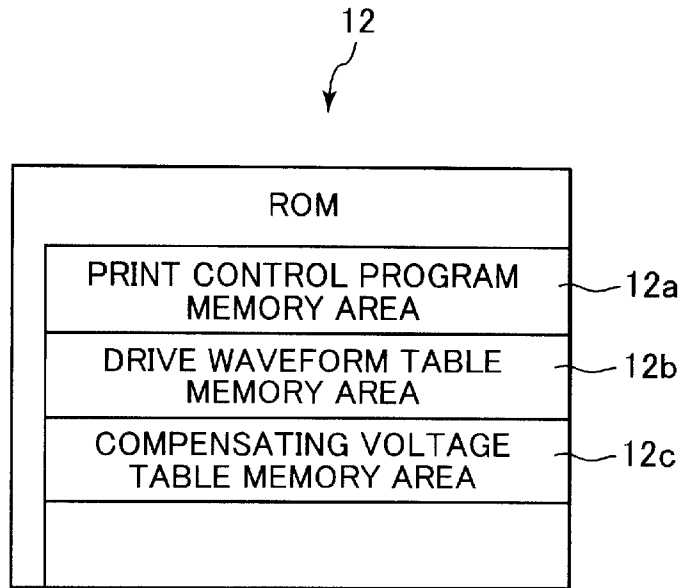 12
ROM
PRINT CONTROL PROGRAM
MEMORY AREA
12a
DRIVE WAVEFORM TABLE
MEMORY AREA
12b
COMPENSATING VOLTAGE
TABLE MEMORY AREA
12c